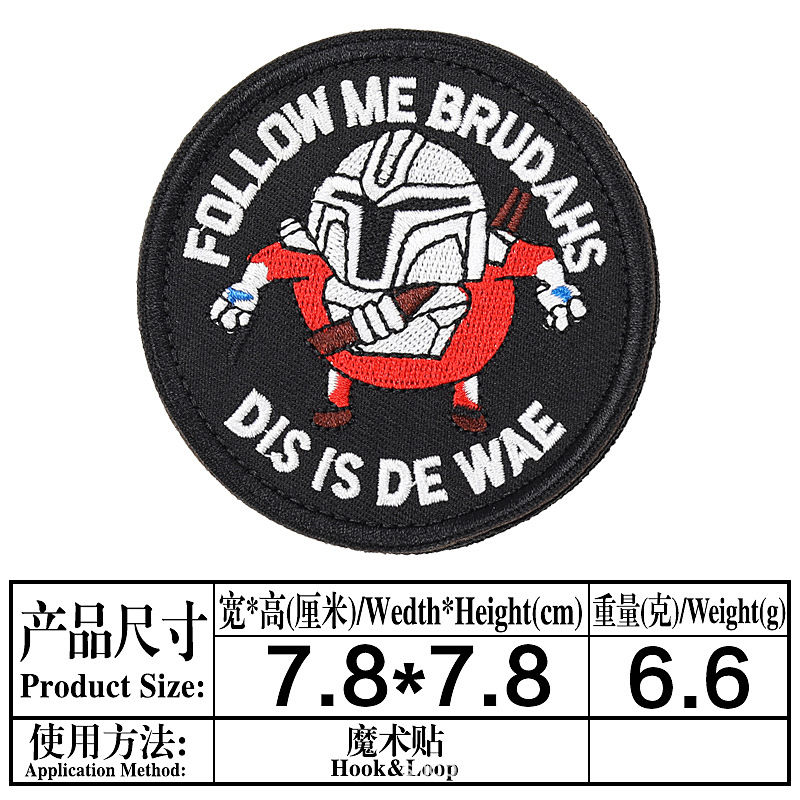 FOLLOW ME BRUDAHS
DIS IS DE WAE
产品尺寸
Product Size:
宽*高(厘米)/Wedth*Height(cm)
重量(克)/Weight(g)
7.8*7.8
6.6
使用方法:
Application Method:
魔术贴
Hook&Loop